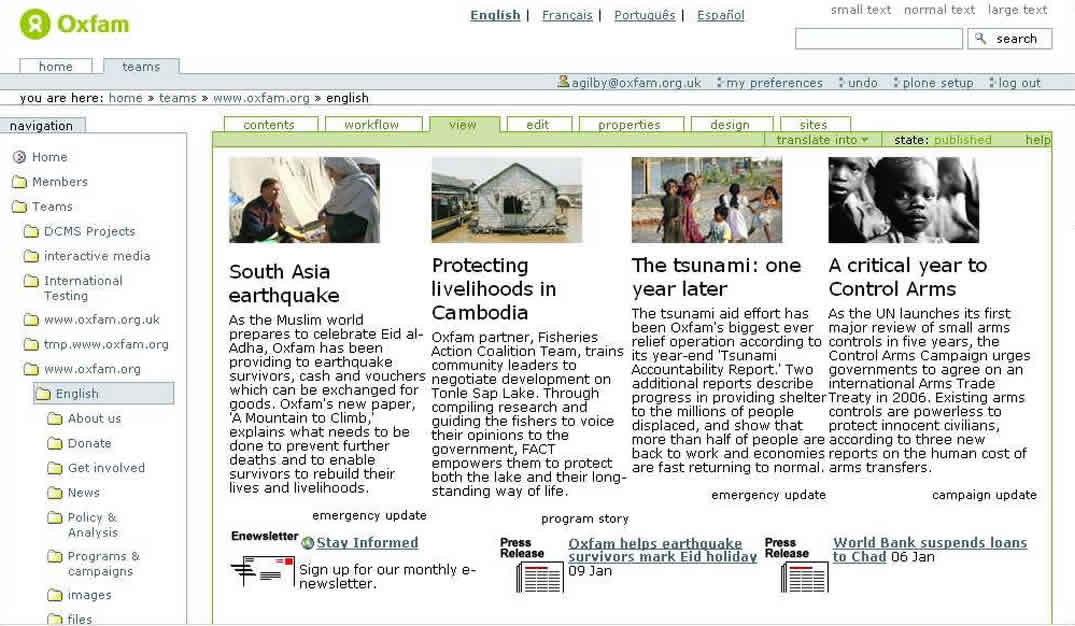 Oxfam
English | Français | Português | Español
small text normal text large text
search
home
teams
agilby@oxfam.org.uk my preferences undo plone setup log out
you are here: home » teams » www.oxfam.org » english
navigation
Home
Members
Teams
DCMS Projects
interactive media
International
Testing
www.oxfam.org.uk
tmp.www.oxfam.org
www.oxfam.org
English
About us
Donate
Get involved
News
Policy &
Analysis
Programs &
campaigns
images
files
contents workflow view edit properties design sites
translate into state: published help
South Asia
earthquake
As the Muslim world
prepares to celebrate Eid al-
Adha, Oxfam has been
providing to earthquake
survivors, cash and vouchers
which can be exchanged for
goods. Oxfam's new paper,
'A Mountain to Climb,'
explains what needs to be
done to prevent further
deaths and to enable
survivors to rebuild their
lives and livelihoods.
emergency update
Protecting
livelihoods in
Cambodia
Oxfam partner, Fisheries
Action Coalition Team, trains
community leaders to
negotiate development on
Tonle Sap Lake. Through
compiling research and
guiding the fishers to voice
their opinions to the
government, FACT
empowers them to protect
both the lake and their long-
standing way of life.
program story
The tsunami: one
year later
The tsunami aid effort has
been Oxfam's biggest ever
relief operation according to
its year-end 'Tsunami
Accountability Report.' Two
additional reports describe
progress in providing shelter
to the millions of people
displaced, and show that
more than half of people are
back to work and economies
are fast returning to normal.
emergency update
A critical year to
Control Arms
As the UN launches its first
major review of small arms
controls in five years, the
Control Arms Campaign urges
governments to agree on an
international Arms Trade
Treaty in 2006. Existing arms
controls are powerless to
protect innocent civilians,
according to three new
reports on the human cost of
arms transfers.
campaign update
Enewsletter
Stay Informed
Sign up for our monthly e-
newsletter.
Press
Release
Oxfam helps earthquake
survivors mark Eid holiday
09 Jan
Press
Release
World Bank suspends loans
to Chad 06 Jan